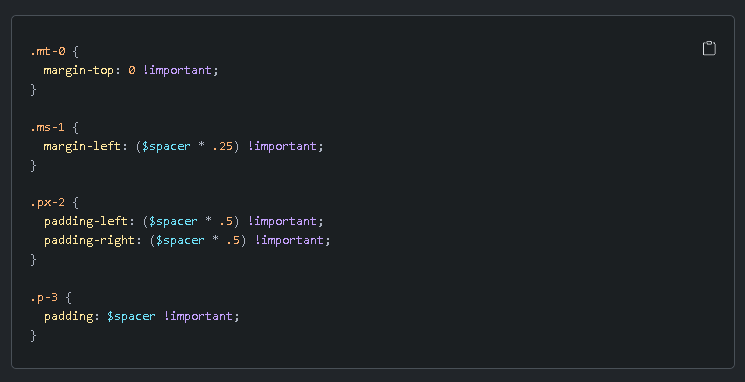 .mt-0 {
  margin-top: 0 !important;
}
.ms-1 {
  margin-left: ($spacer * .25) !important;
}
.px-2 {
  padding-left: ($spacer * .5) !important;
  padding-right: ($spacer * .5) !important;
}
.p-3 {
  padding: $spacer !important;
}